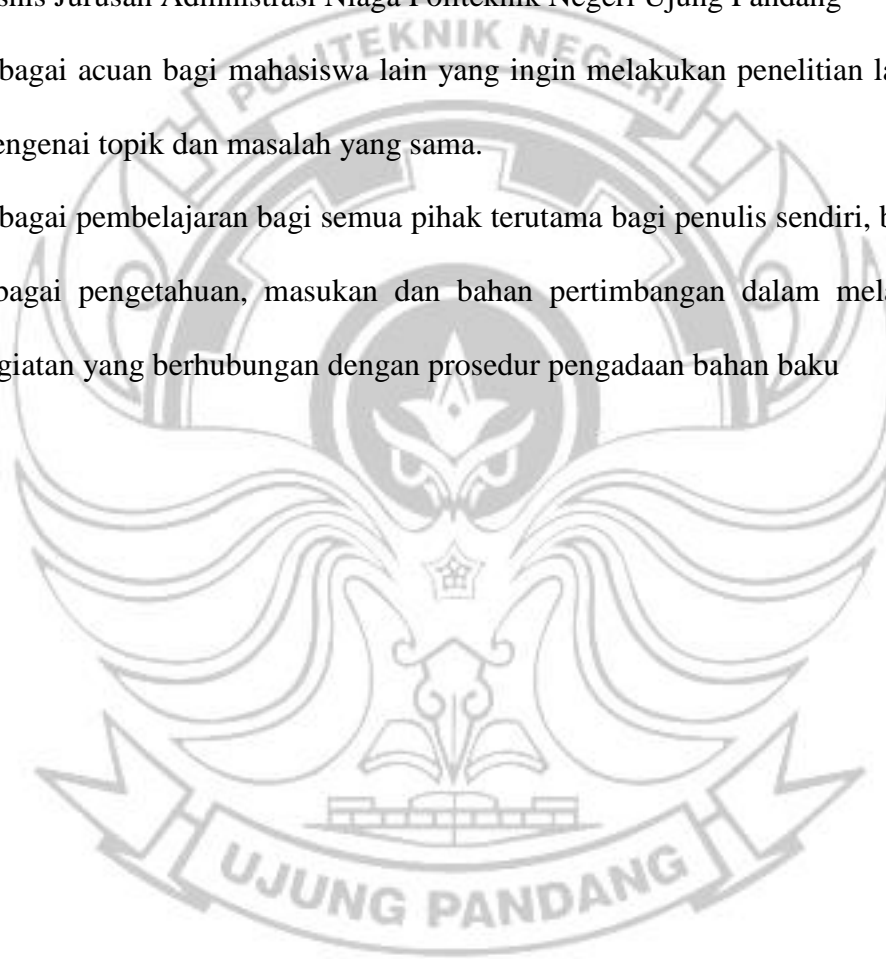 snis Jurusan Administrasi Niaga Politeknik Negeri Ujung Pandang
POLITEKNIK NEGERI
bagai acuan bagi mahasiswa lain yang ingin melakukan penelitian la
engenai topik dan masalah yang sama.
bagai pembelajaran bagi semua pihak terutama bagi penulis sendiri, b
bagai pengetahuan, masukan dan bahan pertimbangan dalam mela
giatan yang berhubungan dengan prosedur pengadaan bahan baku
UJUNG PANDANG